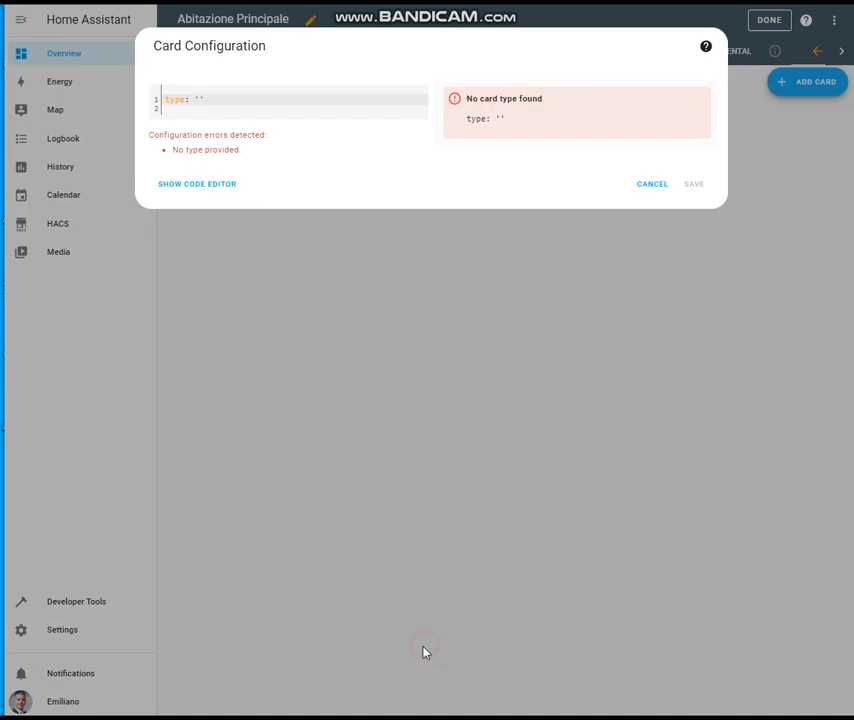 Home Assistant
Abitazione Principale
www.BANDICAM.com
DONE
Overview
Energy
Map
Logbook
History
Calendar
HACS
Media
Developer Tools
Settings
Notifications
Emiliano
ENTAL
ADD CARD
Card Configuration
1 type: ''
2
Configuration errors detected:
No type provided.
No card type found
type: ''
SHOW CODE EDITOR
CANCEL
SAVE